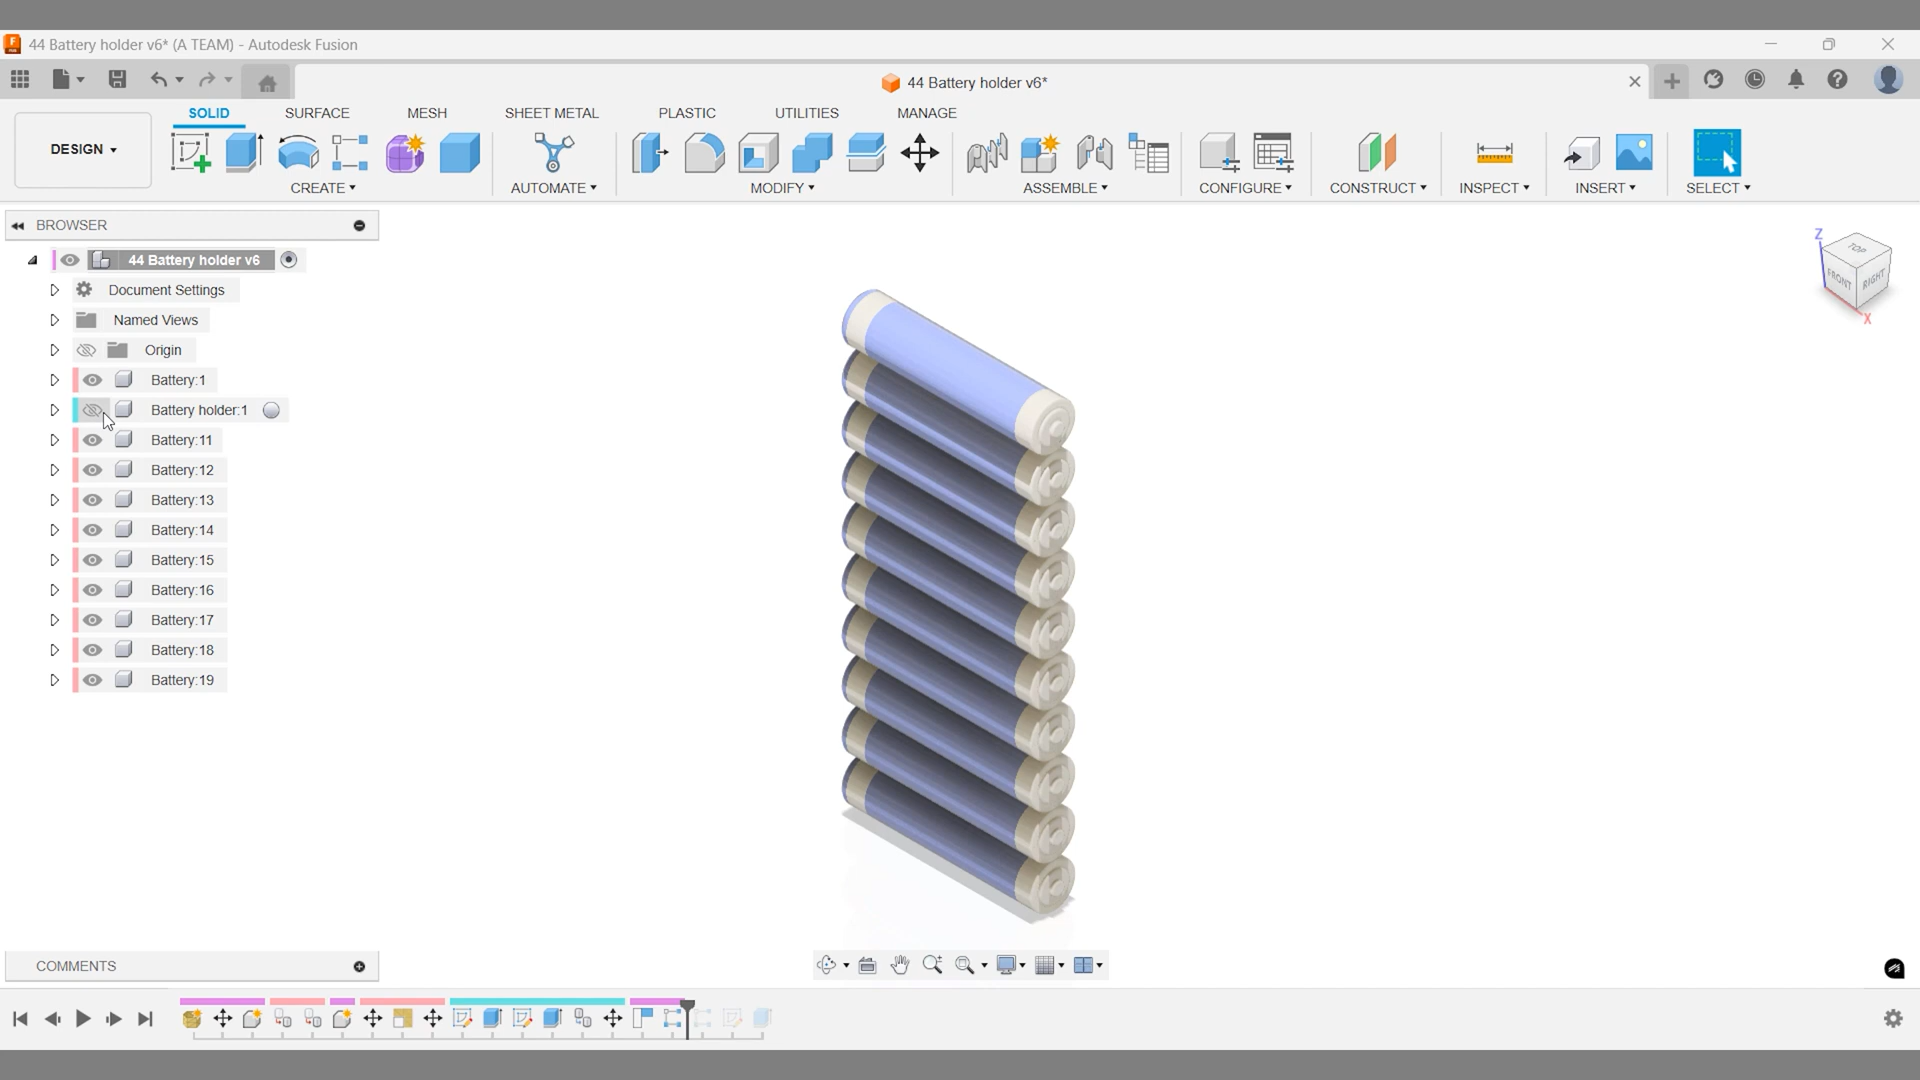 44 Battery holder v6* (A TEAM) - Autodesk Fusion
44 Battery holder v6*
SOLID SURFACE MESH SHEET METAL PLASTIC UTILITIES MANAGE
DESIGN
CREATE AUTOMATE MODIFY ASSEMBLE CONFIGURE CONSTRUCT INSPECT INSERT SELECT
BROWSER
44 Battery holder v6
Document Settings
Named Views
Origin
Battery:1
Battery holder:1
Battery:11
Battery:12
Battery:13
Battery:14
Battery:15
Battery:16
Battery:17
Battery:18
Battery:19
Z
TOP
FRONT
RIGHT
X
COMMENTS